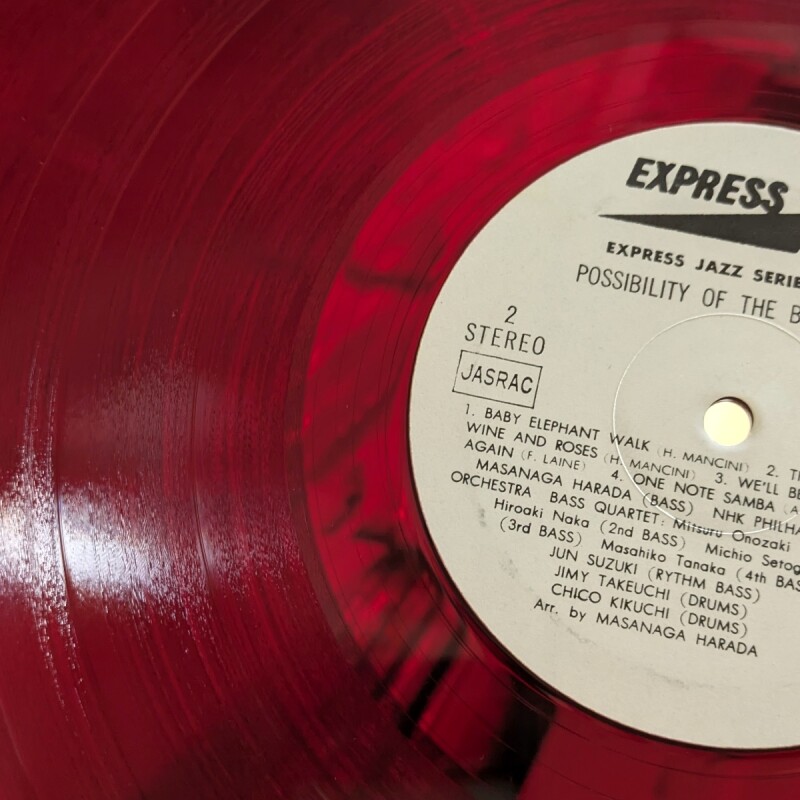 EXPRESS
EXPRESS JAZZ SERIE
POSSIBILITY OF THE B
2
STEREO
JASRAC
1. BABY ELEPHANT WALK (H. MANCINI) 2. T
WINE AND ROSES (H. MANCINI) 3. WE'LL BE
AGAIN (F. LAINE) 4. ONE NOTE SAMBA (A
MASANAGA HARADA (BASS) NHK PHILHA
ORCHESTRA BASS QUARTET: Mitsuru Onozaki
Hiroaki Naka (2nd BASS) Michio Setog
(3rd BASS) Masahiko Tanaka (4th BAS
JUN SUZUKI (RYTHM BASS)
JIMY TAKEUCHI (DRUMS)
CHICO KIKUCHI (DRUMS)
Arr. by MASANAGA HARADA